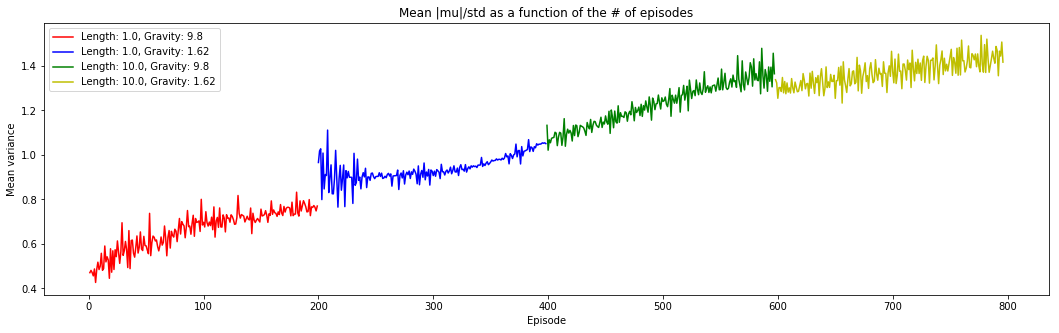 Mean |mu|/std as a function of the # of episodes
Length: 1.0, Gravity: 9.8
Length: 1.0, Gravity: 1.62
Length: 10.0, Gravity: 9.8
Length: 10.0, Gravity: 1.62
Mean variance
1.4
1.2
1.0
0.8
0.6
0.4
0 100 200 300 400 500 600 700 800
Episode